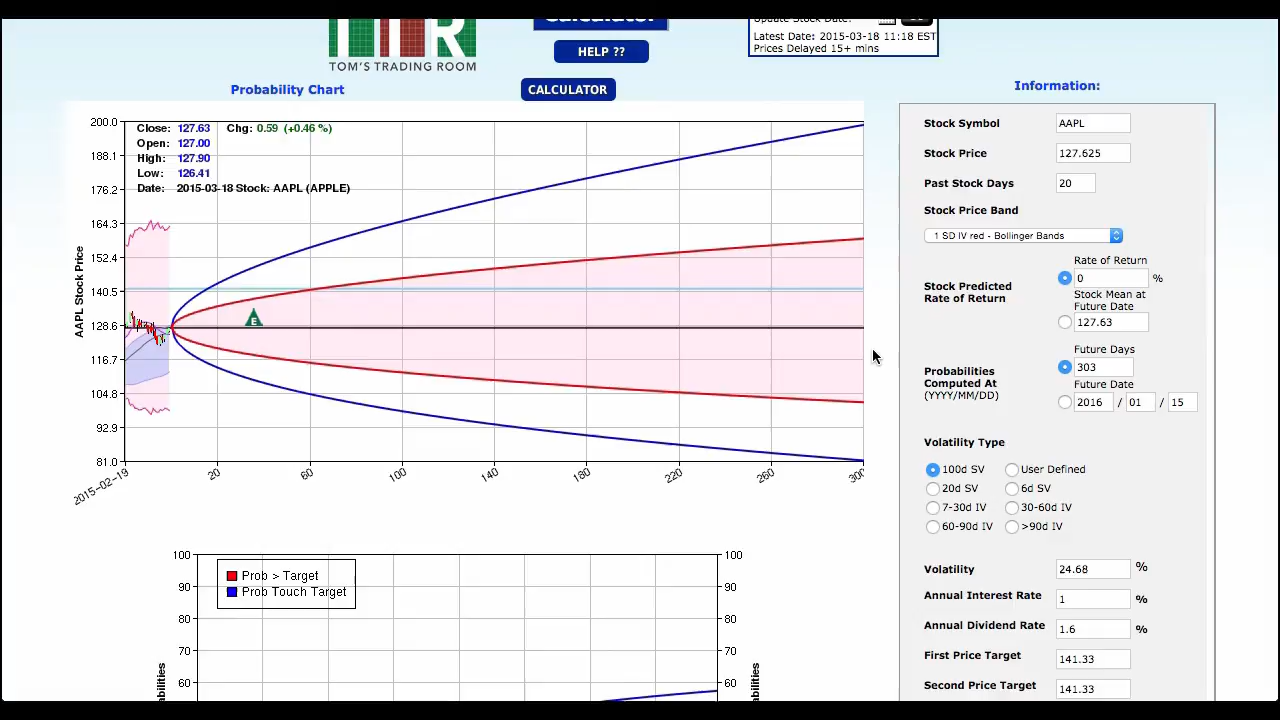 Calculator
Update Stock Date:
TTR
HELP ??
Latest Date: 2015-03-18 11:18 EST
Prices Delayed 15+ mins
TOM'S TRADING ROOM
Probability Chart
CALCULATOR
Information:
200.0
188.1
176.2
164.3
152.4
140.5
128.6
116.7
104.8
92.9
81.0
AAPL Stock Price
Close: 127.63 Chg: 0.59 (+0.46 %)
Open: 127.00
High: 127.90
Low: 126.41
Date: 2015-03-18 Stock: AAPL (APPLE)
E
2015-02-19 20 60 100 140 180 220 260 300
Stock Symbol AAPL
Stock Price 127.625
Past Stock Days 20
Stock Price Band
1 SD IV red - Bollinger Bands
Stock Predicted
Rate of Return
Rate of Return
0 %
Stock Mean at
Future Date
127.63
Probabilities
Computed At
(YYYY/MM/DD)
Future Days
303
Future Date
2016 / 01 / 15
Volatility Type
100d SV User Defined
20d SV 6d SV
7-30d IV 30-60d IV
60-90d IV >90d IV
Volatility 24.68 %
Annual Interest Rate 1 %
Annual Dividend Rate 1.6 %
First Price Target 141.33
Second Price Target 141.33
100 100
90 90
80 80
70 70
60 60
Prob > Target
Prob Touch Target